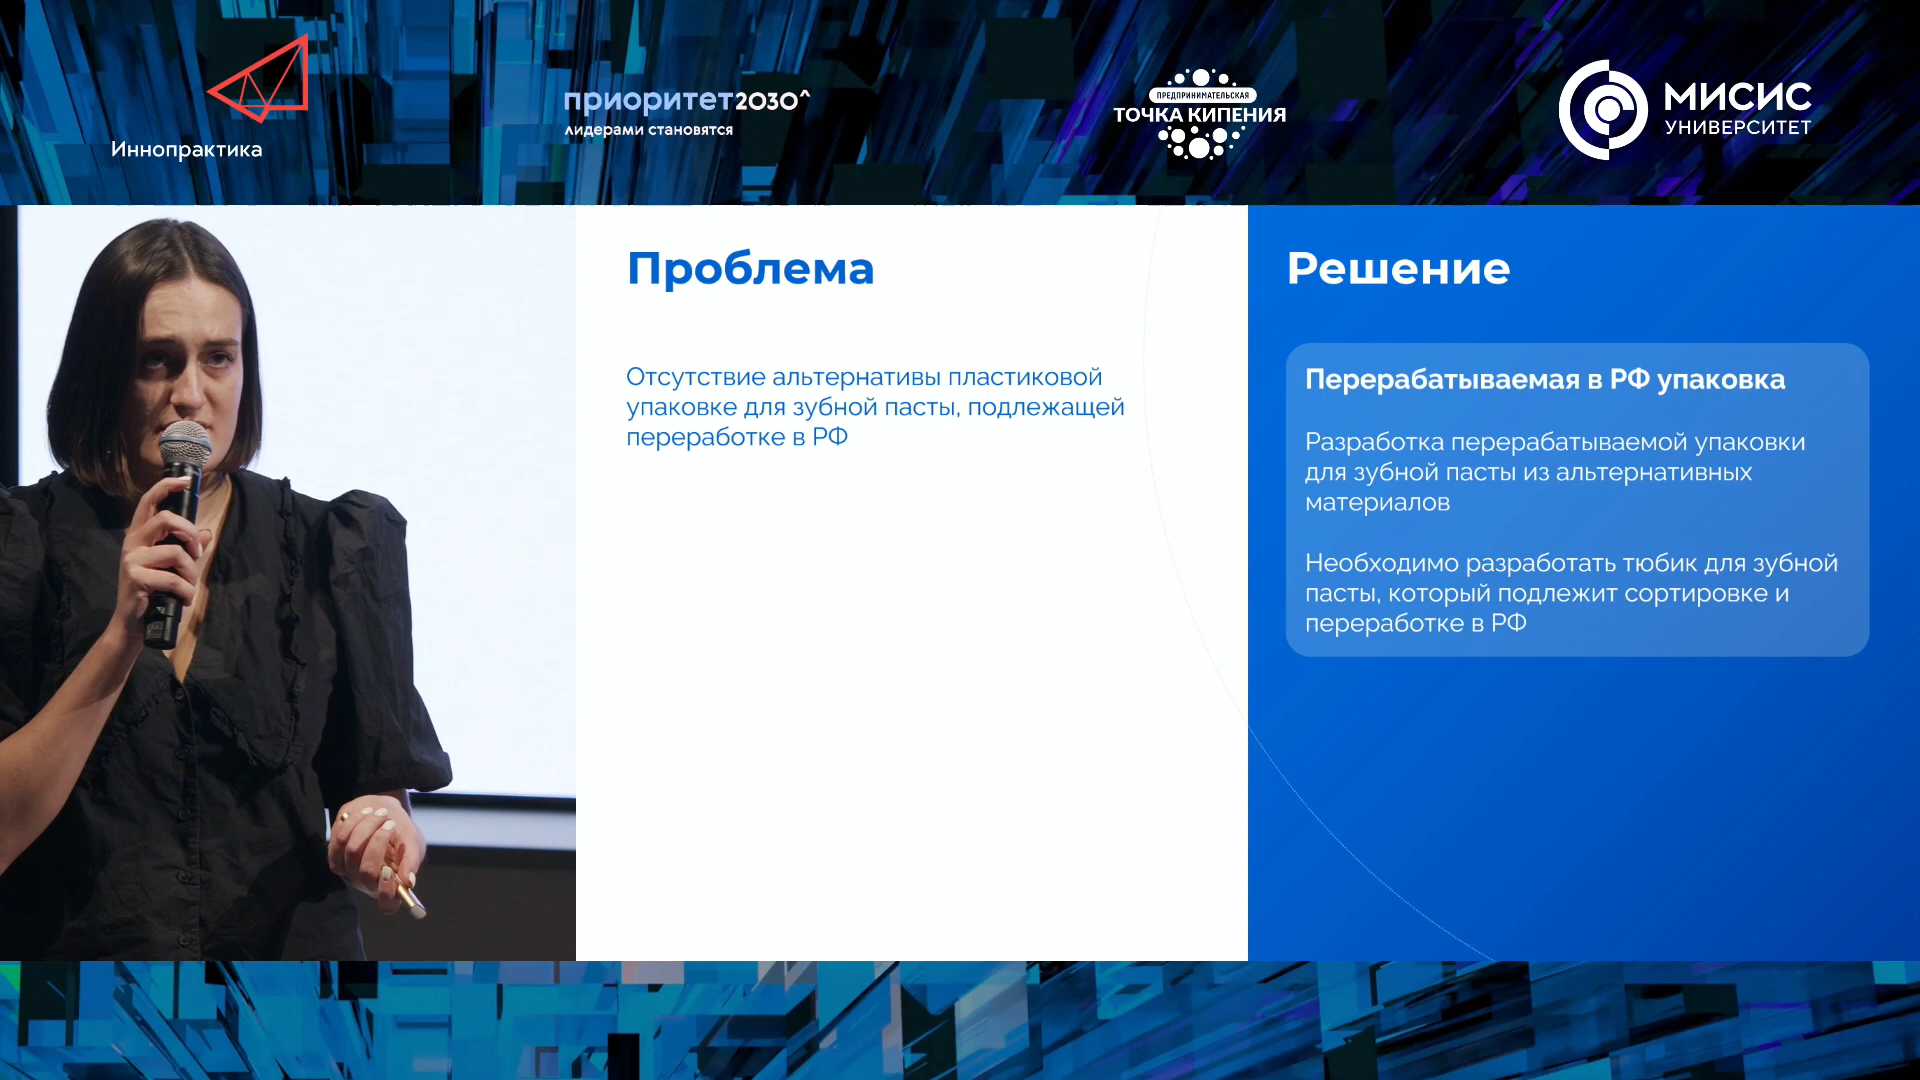 Иннопрактика
приоритет2030^
лидерами становятся
ПРЕДПРИНИМАТЕЛЬСКАЯ
ТОЧКА КИПЕНИЯ
МИСИС
УНИВЕРСИТЕТ
Проблема
Отсутствие альтернативы пластиковой
упаковке для зубной пасты, подлежащей
переработке в РФ
Решение
Перерабатываемая в РФ упаковка
Разработка перерабатываемой упаковки
для зубной пасты из альтернативных
материалов
Необходимо разработать тюбик для зубной
пасты, который подлежит сортировке и
переработке в РФ